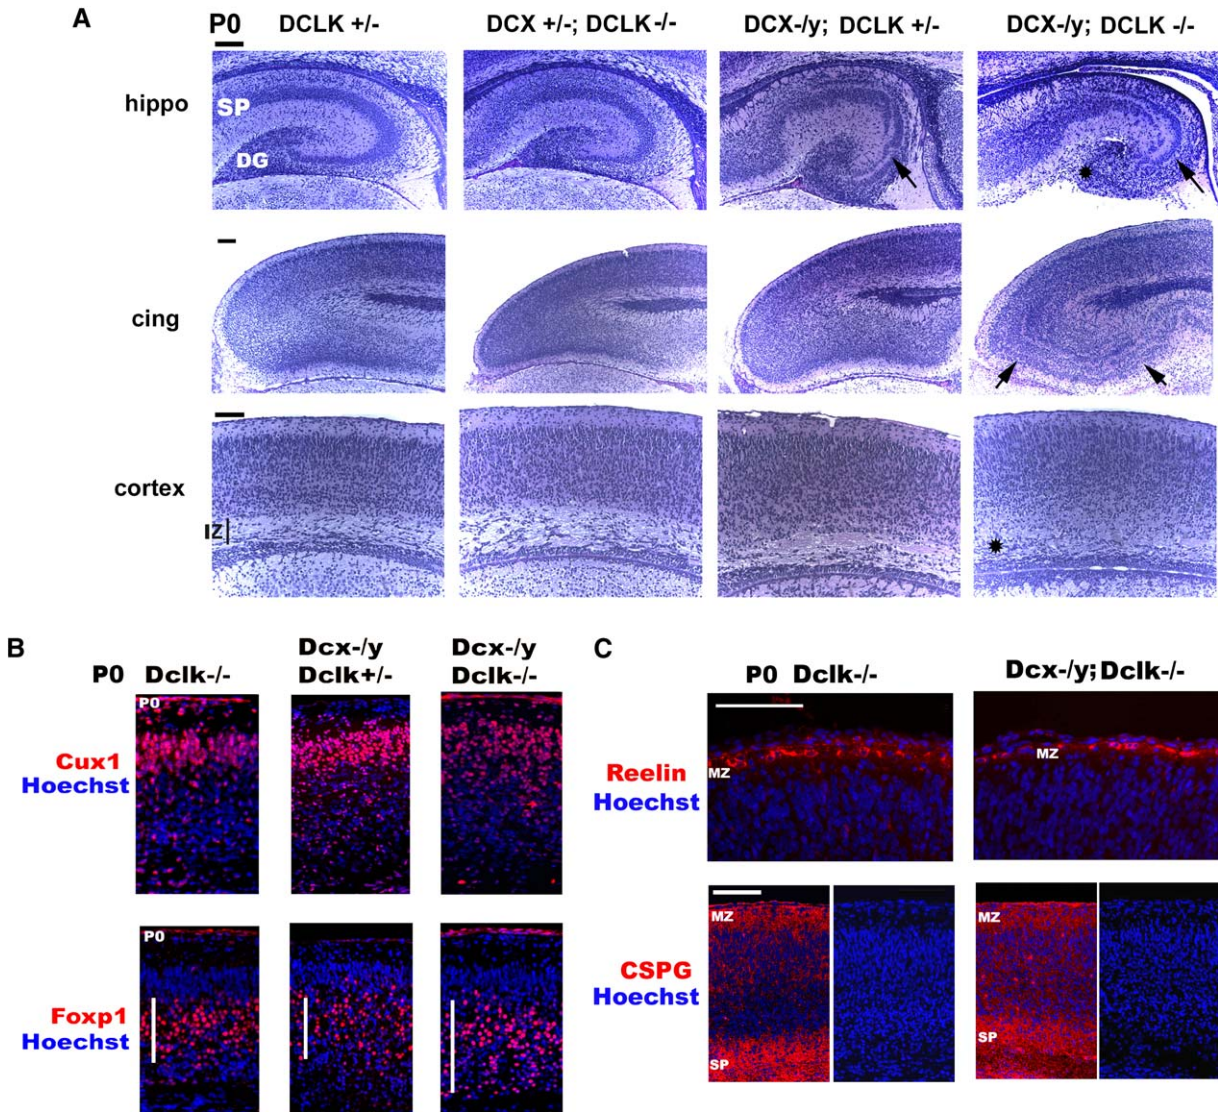 A
P0 DCLK +/- DCX +/-; DCLK -/- DCX-/y; DCLK +/- DCX-/y; DCLK -/-
hippo
SP
DG
cing
cortex
IZ
B
P0 Dclk-/- Dcx-/y Dclk+/- Dcx-/y Dclk-/-
P0
Cux1
Hoechst
P0
Foxp1
Hoechst
C
P0 Dclk-/- Dcx-/y; Dclk-/-
Reelin
Hoechst
MZ MZ
CSPG
Hoechst
MZ MZ
SP SP